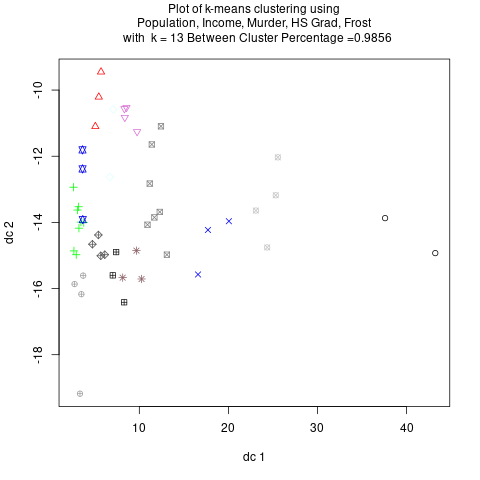 Plot of k-means clustering using
Population, Income, Murder, HS Grad, Frost
with  k = 13 Between Cluster Percentage =0.9856
-10
-12
-14
-16
-18
dc 2
10 20 30 40
dc 1